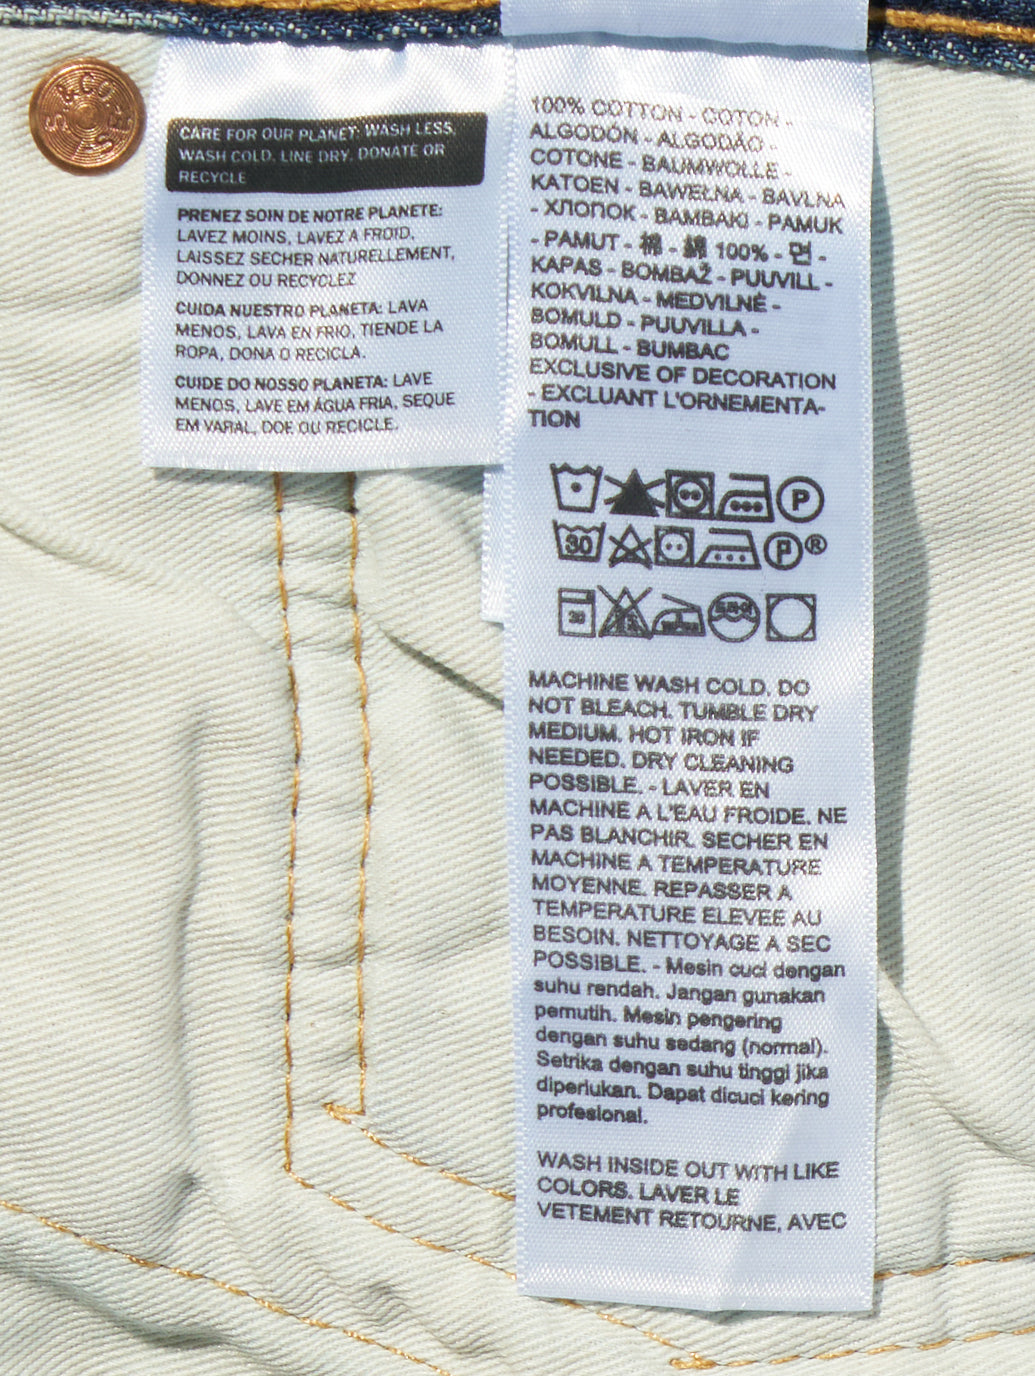 S & CO. SF
CARE FOR OUR PLANET: WASH LESS,
WASH COLD, LINE DRY, DONATE OR
RECYCLE
PRENEZ SOIN DE NOTRE PLANETE:
LAVEZ MOINS, LAVEZ A FROID,
LAISSEZ SECHER NATURELLEMENT,
DONNEZ OU RECYCLEZ
CUIDA NUESTRO PLANETA: LAVA
MENOS, LAVA EN FRIO, TIENDE LA
ROPA, DONA O RECICLA.
CUIDE DO NOSSO PLANETA: LAVE
MENOS, LAVE EM ÁGUA FRIA, SEQUE
EM VARAL, DOE OU RECICLE.
100% COTTON - COTON -
ALGODÓN - ALGODÃO -
COTONE - BAUMWOLLE -
KATOEN - BAWEŁNA - BAVLNA
- ХЛОПОК - BAMBAKI - PAMUK
- PAMUT - 棉 - 綿 100% - 면 -
KAPAS - BOMBAŽ - PUUVILL -
KOKVILNA - MEDVILNĖ -
BOMULD - PUUVILLA -
BOMULL - BUMBAC
EXCLUSIVE OF DECORATION
- EXCLUANT L'ORNEMENTA-
TION
P
30 P ®
30
MACHINE WASH COLD. DO
NOT BLEACH. TUMBLE DRY
MEDIUM. HOT IRON IF
NEEDED. DRY CLEANING
POSSIBLE. - LAVER EN
MACHINE A L'EAU FROIDE. NE
PAS BLANCHIR. SECHER EN
MACHINE A TEMPERATURE
MOYENNE. REPASSER A
TEMPERATURE ELEVEE AU
BESOIN. NETTOYAGE A SEC
POSSIBLE. - Mesin cuci dengan
suhu rendah. Jangan gunakan
pemutih. Mesin pengering
dengan suhu sedang (normal).
Setrika dengan suhu tinggi jika
diperlukan. Dapat dicuci kering
profesional.
WASH INSIDE OUT WITH LIKE
COLORS. LAVER LE
VETEMENT RETOURNE, AVEC